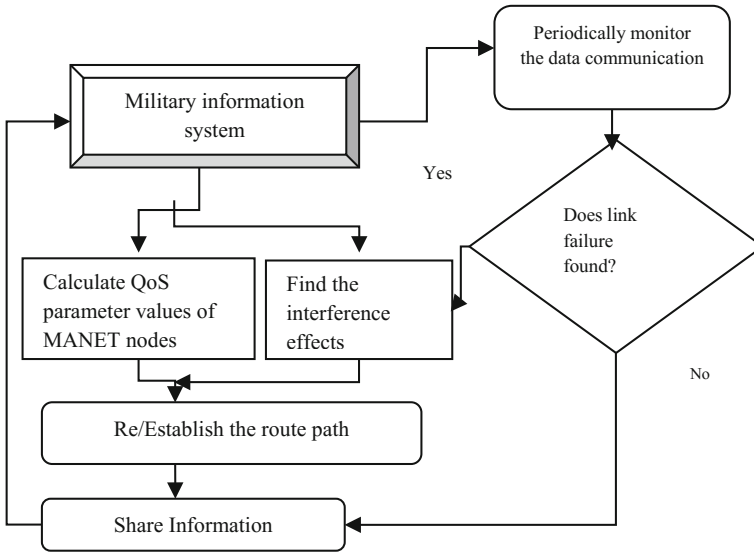 Periodically monitor
the data communication
Military information
system
Yes
Does link
failure
found?
Calculate QoS
parameter values of
MANET nodes
Find the
interference
effects
No
Re/Establish the route path
Share Information